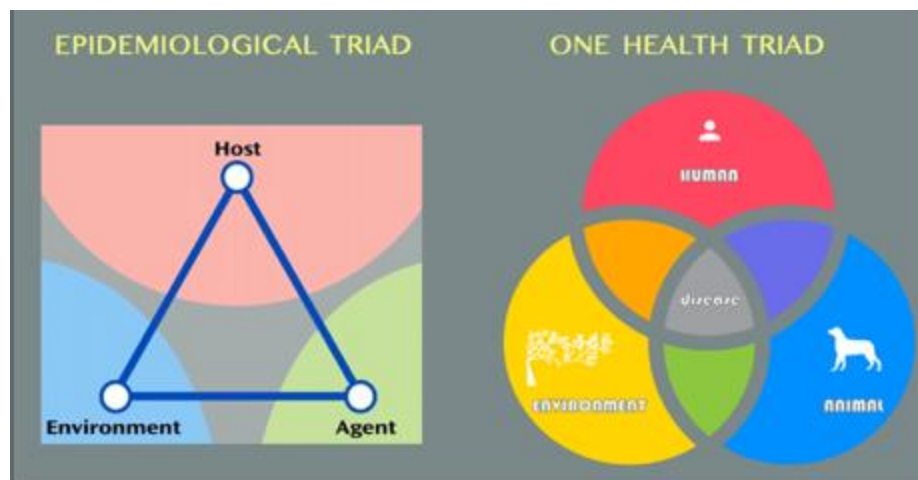 EPIDEMIOLOGICAL TRIAD
Host
Environment
Agent
ONE HEALTH TRIAD
HUMAN
disease
ENVIRONMENT
ANIMAL